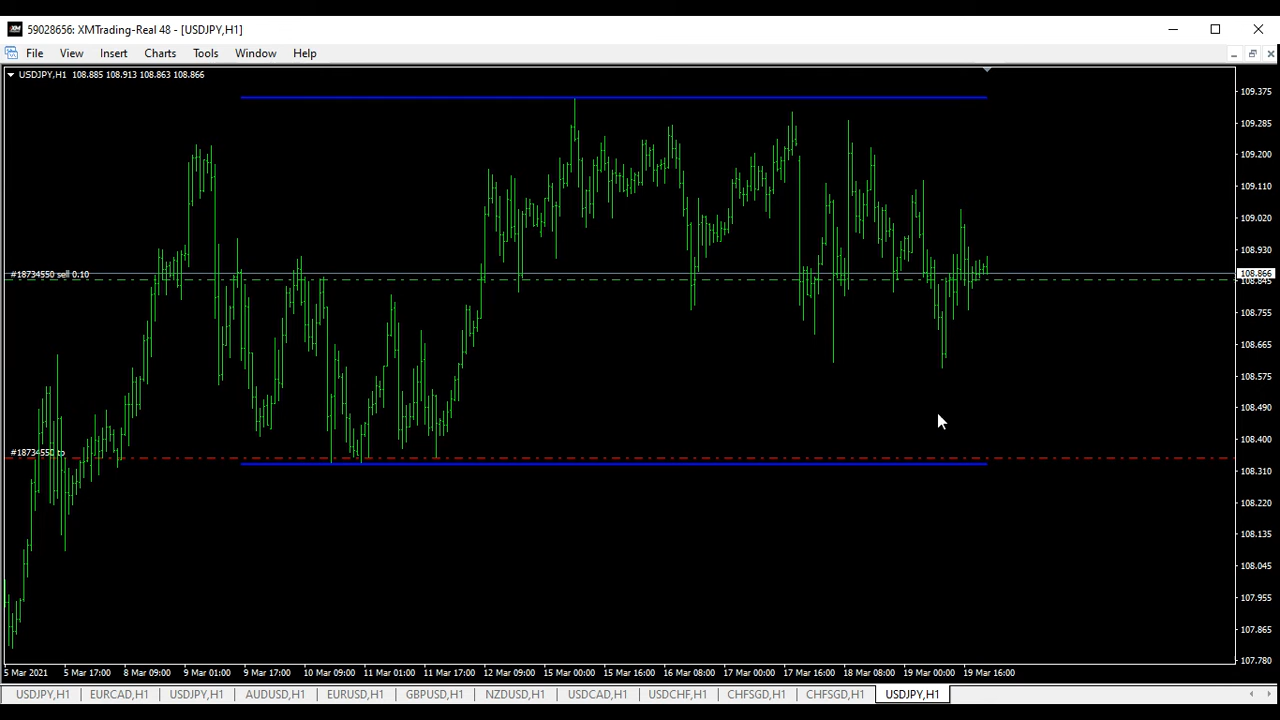 59028656: XMTrading-Real 48 - [USDJPY,H1]
File View Insert Charts Tools Window Help
USDJPY,H1 108.885 108.913 108.863 108.866
109.375
109.285
109.200
109.110
109.020
108.930
#18734550 sell 0.10
108.866
108.845
108.755
108.665
108.575
108.490
108.400
#18734550 tp
108.310
108.220
108.135
108.045
107.955
107.865
107.780
5 Mar 2021 5 Mar 17:00 8 Mar 09:00 9 Mar 01:00 9 Mar 17:00 10 Mar 09:00 11 Mar 01:00 11 Mar 17:00 12 Mar 09:00 15 Mar 00:00 15 Mar 16:00 16 Mar 08:00 17 Mar 00:00 17 Mar 16:00 18 Mar 08:00 19 Mar 00:00 19 Mar 16:00
USDJPY,H1 EURCAD,H1 USDJPY,H1 AUDUSD,H1 EURUSD,H1 GBPUSD,H1 NZDUSD,H1 USDCAD,H1 USDCHF,H1 CHFSGD,H1 CHFSGD,H1 USDJPY,H1